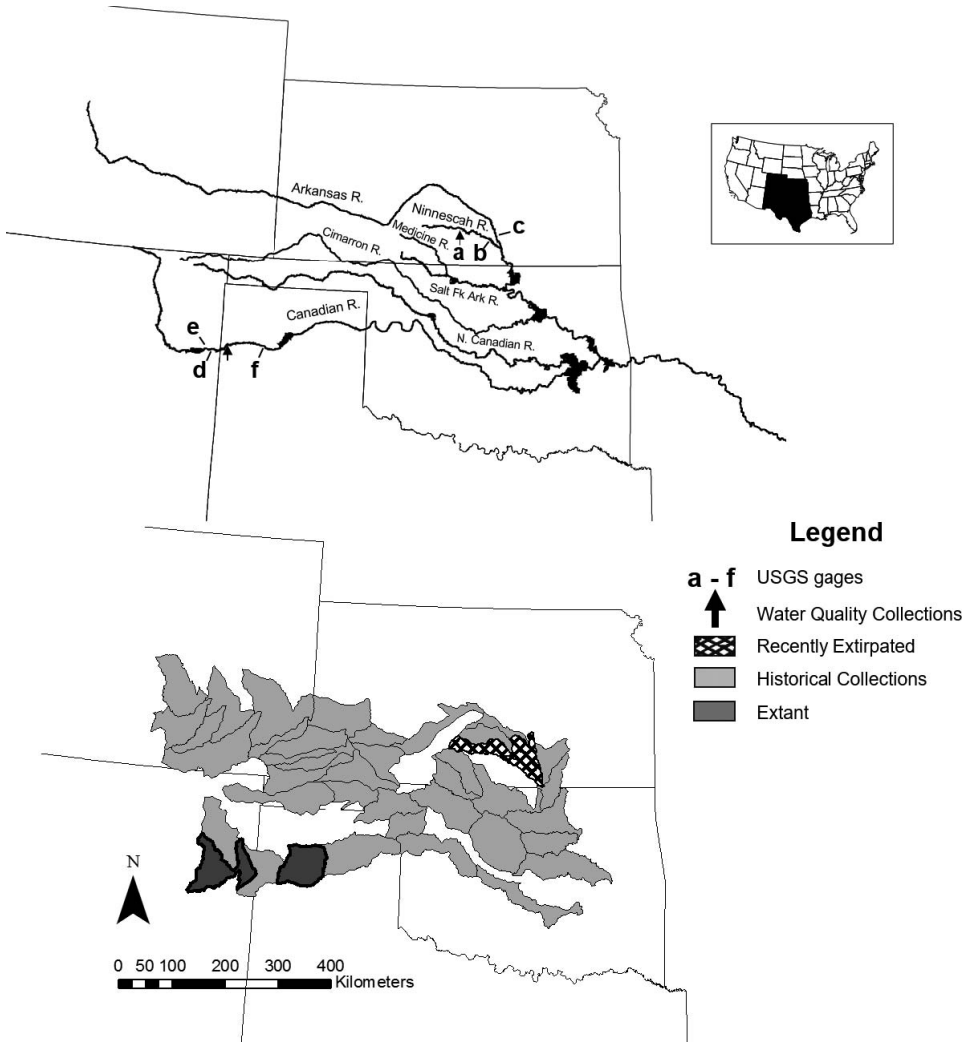 Arkansas R.
Ninnescah R.
c
Medicine R.
Cimarron R.
a
b
Salt Fk Ark R.
Canadian R.
e
N. Canadian R.
d
f
Legend
a - f USGS gages
Water Quality Collections
Recently Extirpated
Historical Collections
Extant
N
0 50 100 200 300 400
Kilometers